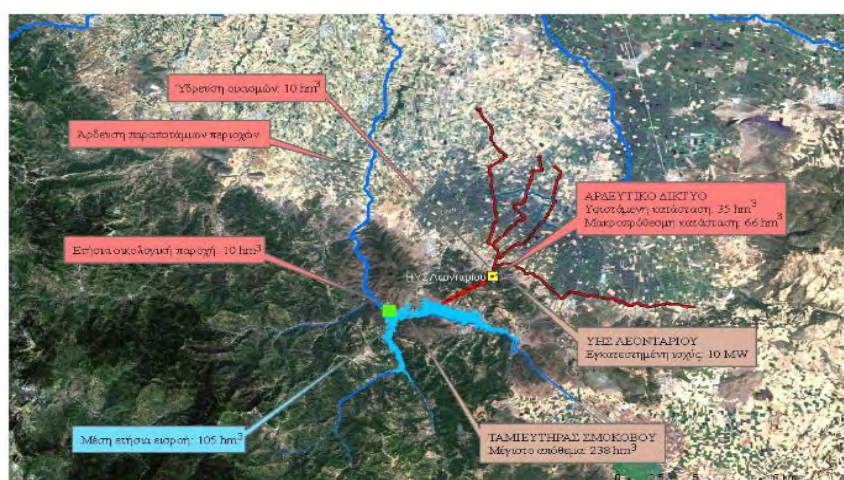 Ύδρευση οικισμών: 10 hm³
Άρδευση παραποτάμιων περιοχών
ΑΡΔΕΥΤΙΚΟ ΔΙΚΤΥΟ
Υφιστάμενη κατάσταση: 35 hm³
Μακροπρόθεσμη κατάσταση: 66 hm³
Ετήσια οικολογική παροχή: 10 hm³
ΥΗΣ Λεονταρίου
ΥΗΣ ΛΕΟΝΤΑΡΙΟΥ
Εγκατεστημένη ισχύς: 10 MW
Μέση ετήσια εισροή: 105 hm³
ΤΑΜΙΕΥΤΗΡΑΣ ΣΜΟΚΟΒΟΥ
Μέγιστο απόθεμα: 238 hm³